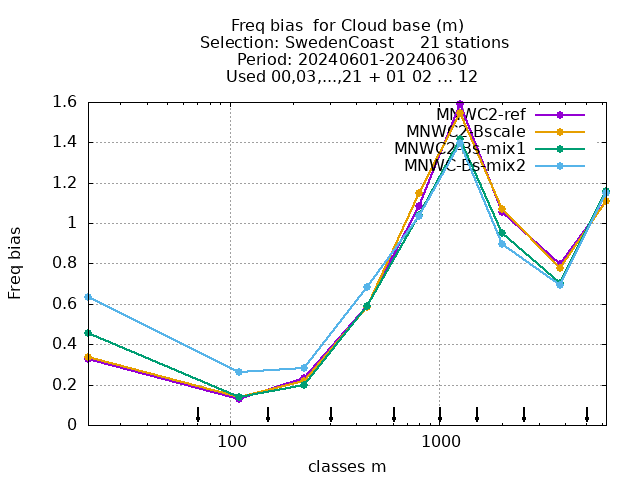 Freq bias  for Cloud base (m)
Selection: SwedenCoast     21 stations
Period: 20240601-20240630
Used 00,03,...,21 + 01 02 ... 12
MNWC2-ref
MNWC2-Bscale
MNWC2-Bs-mix1
MNWC-Bs-mix2
1.6
1.4
1.2
1
0.8
0.6
0.4
0.2
0
Freq bias
100
1000
classes m